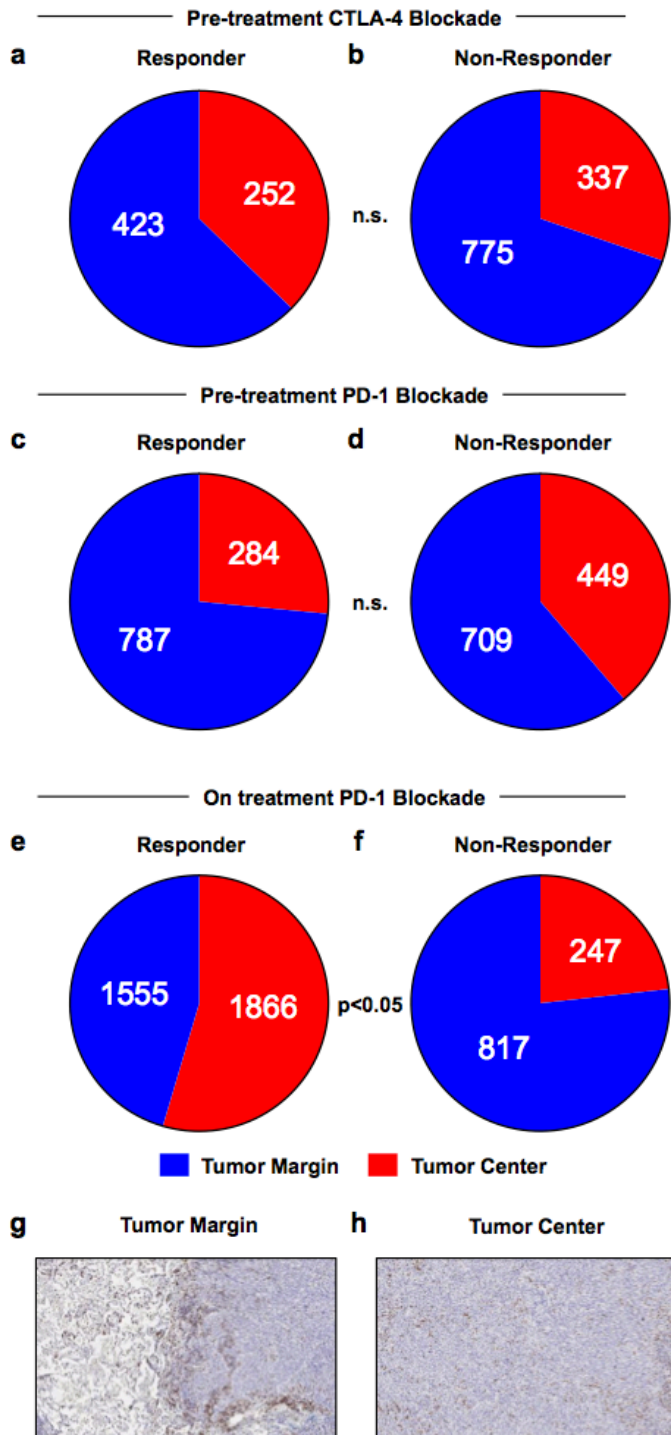 Pre-treatment CTLA-4 Blockade
a Responder b Non-Responder
423 252 n.s. 775 337
Pre-treatment PD-1 Blockade
c Responder d Non-Responder
787 284 n.s. 709 449
On treatment PD-1 Blockade
e Responder f Non-Responder
1555 1866 p<0.05 817 247
Tumor Margin Tumor Center
g Tumor Margin h Tumor Center